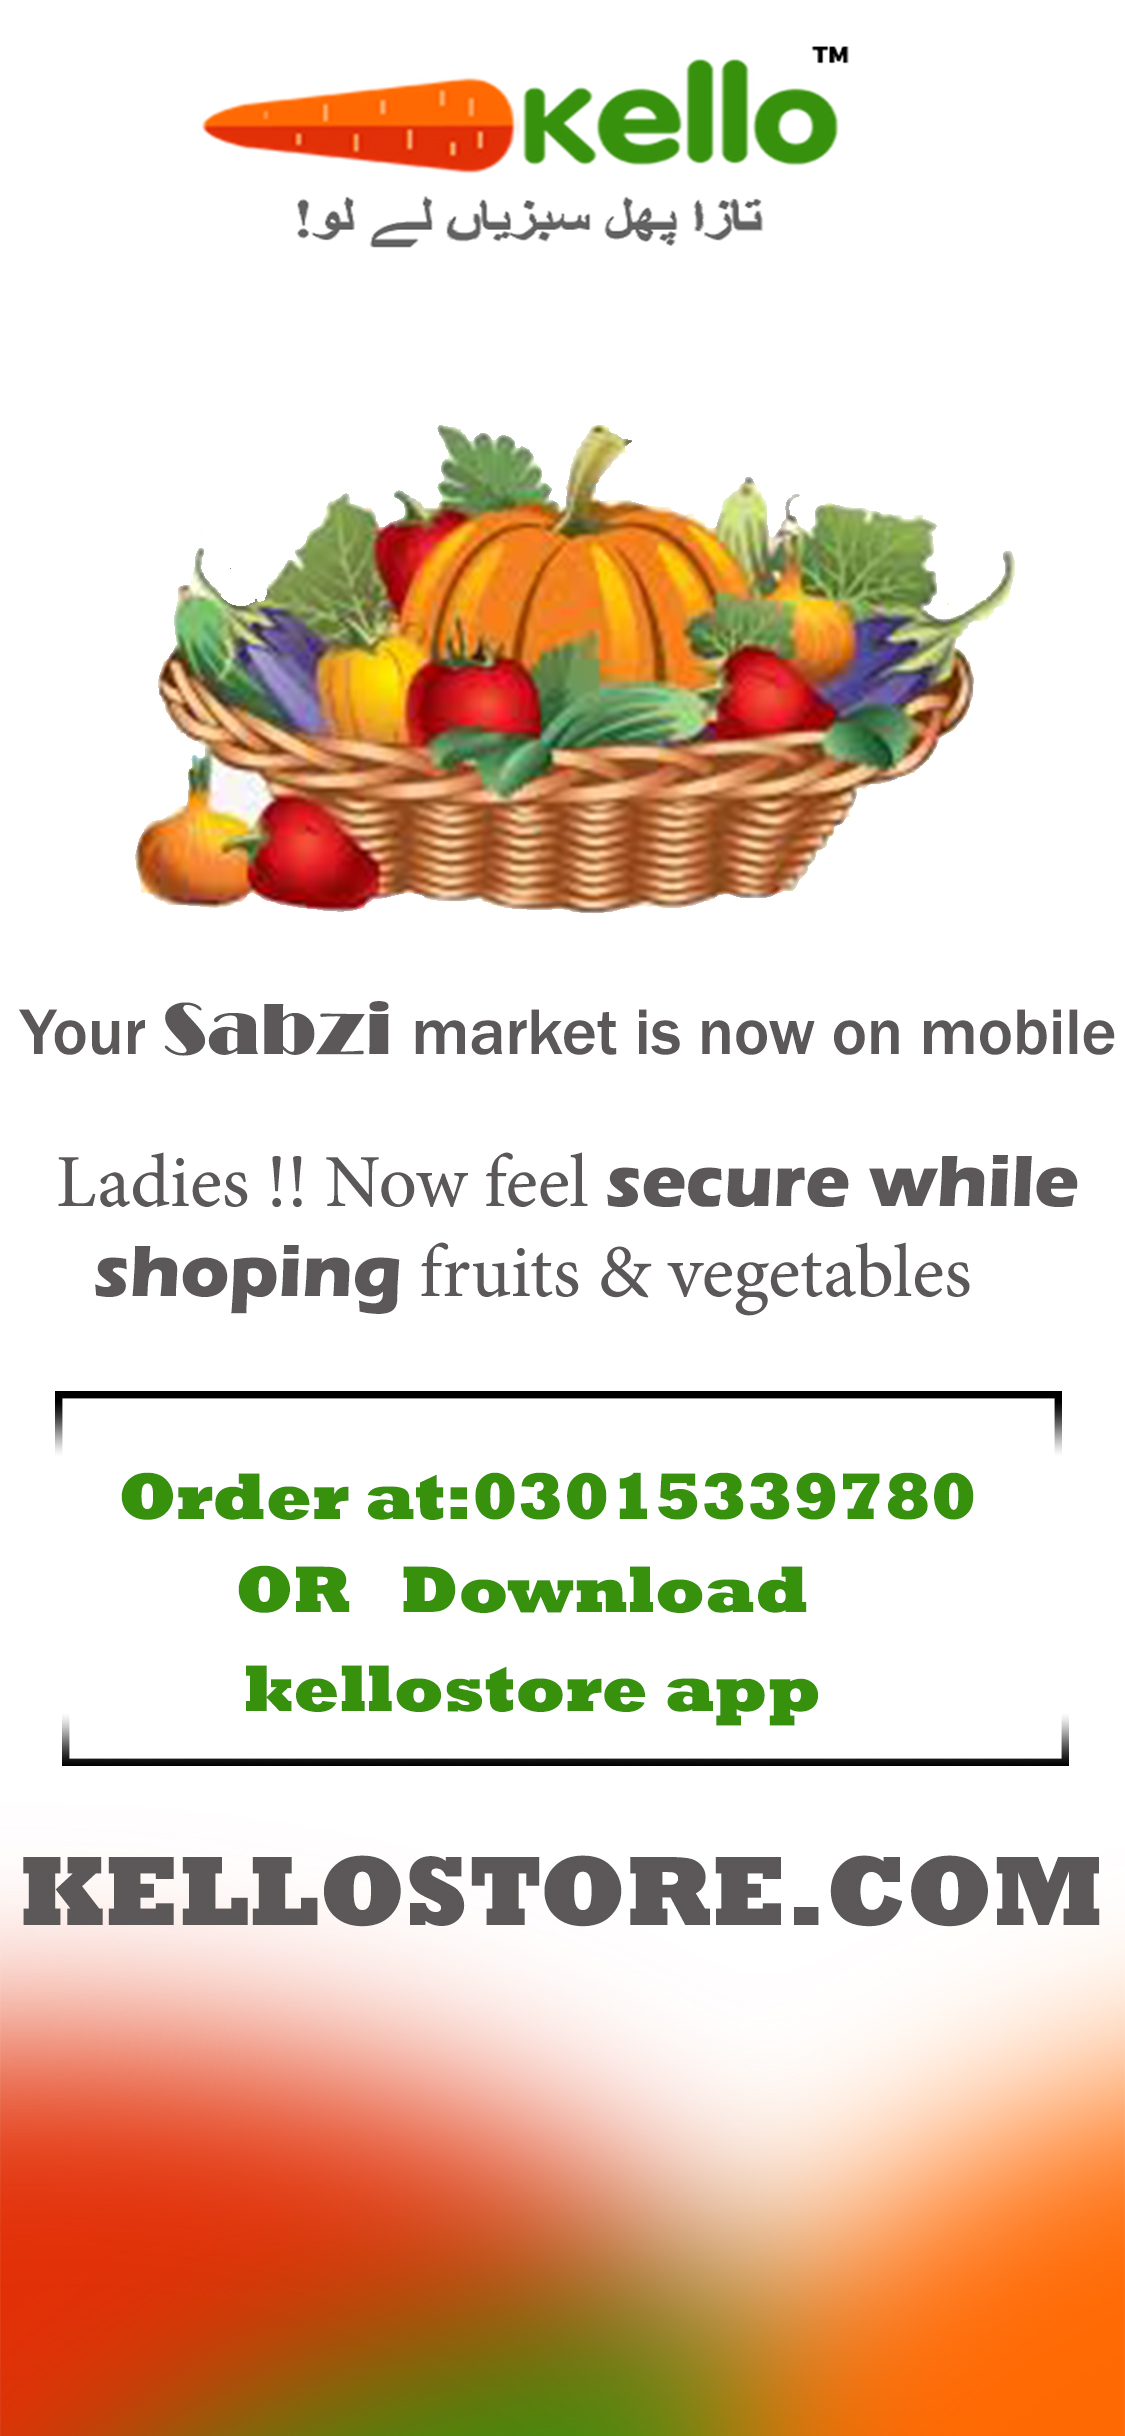 kello™
تازا پھل سبزیاں لے لو!
Your Sabzi market is now on mobile
Ladies !! Now feel secure while
shoping fruits & vegetables
Order at:03015339780
OR Download
kellostore app
KELLOSTORE.COM